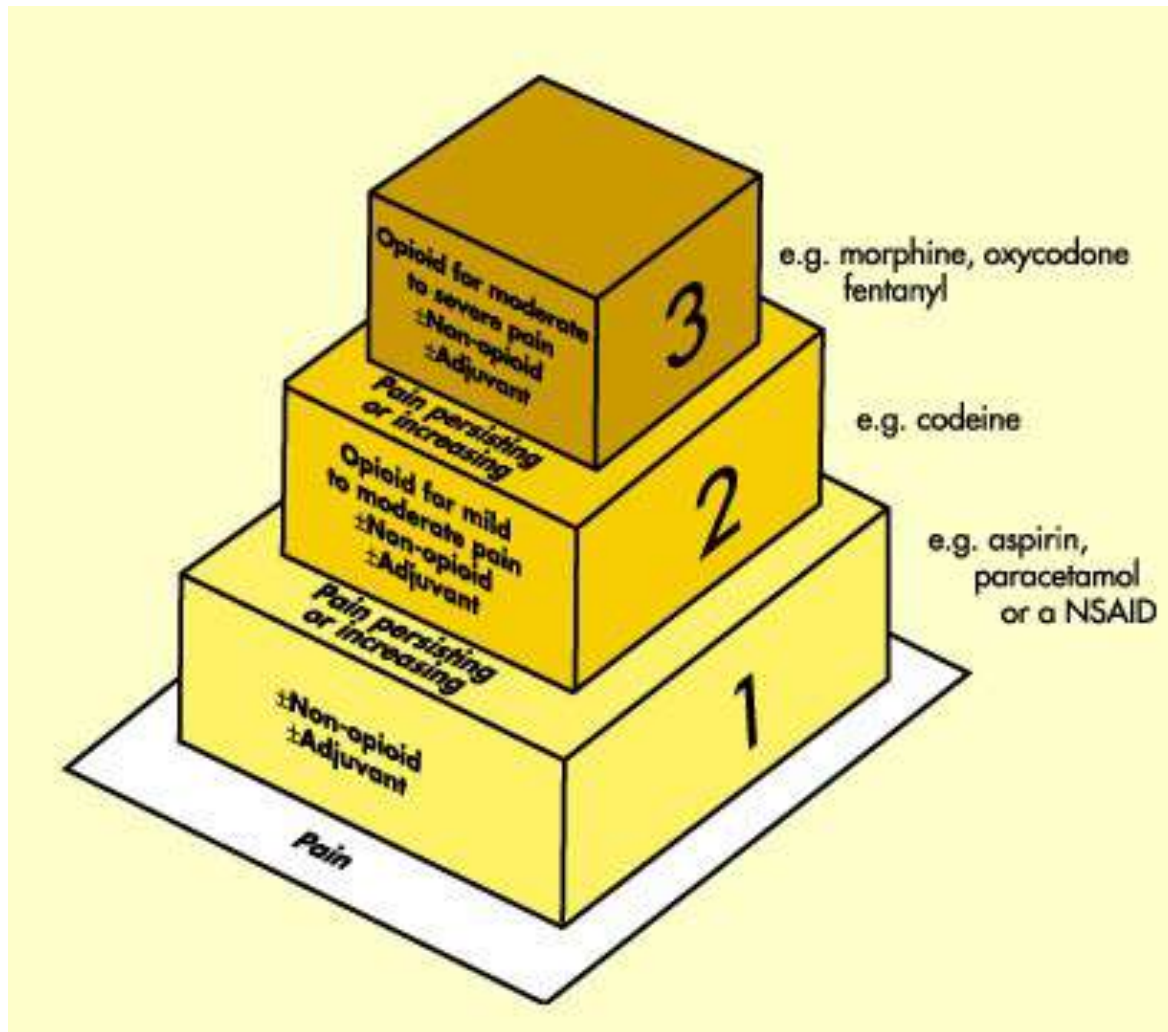 Opioid for moderate
to severe pain
±Non-opioid
±Adjuvant
3
e.g. morphine, oxycodone
fentanyl
Pain persisting
or increasing
Opioid for mild
to moderate pain
±Non-opioid
±Adjuvant
2
e.g. codeine
Pain persisting
or increasing
±Non-opioid
±Adjuvant
1
e.g. aspirin,
paracetamol
or a NSAID
Pain